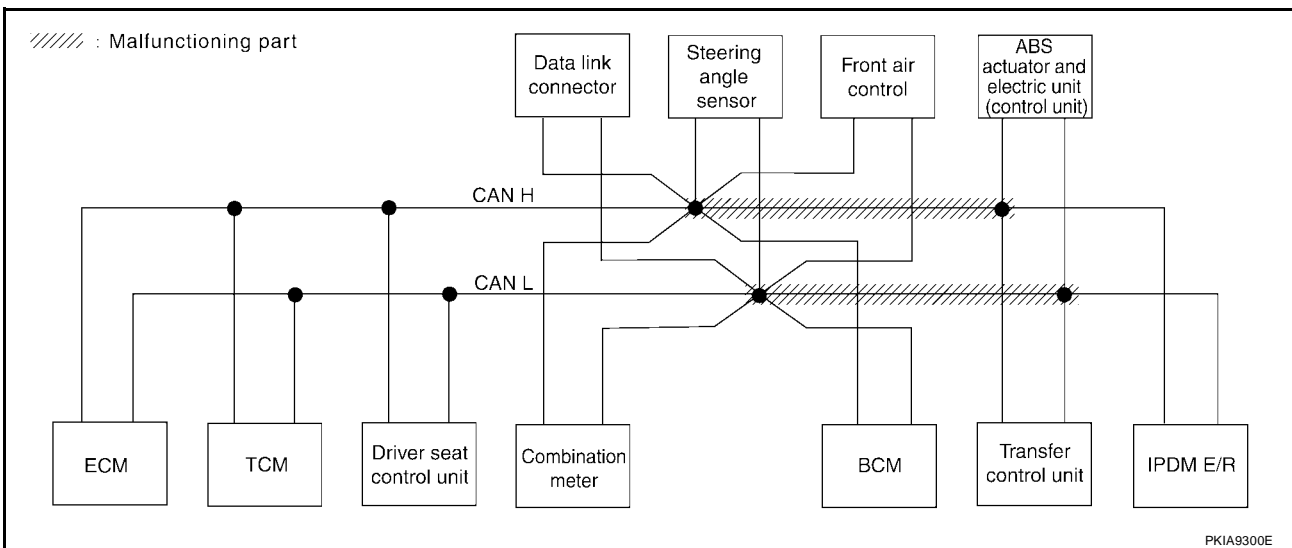 : Malfunctioning part
Data link
connector
Steering
angle
sensor
Front air
control
ABS
actuator and
electric unit
(control unit)
CAN H
CAN L
ECM
TCM
Driver seat
control unit
Combination
meter
BCM
Transfer
control unit
IPDM E/R
PKIA9300E